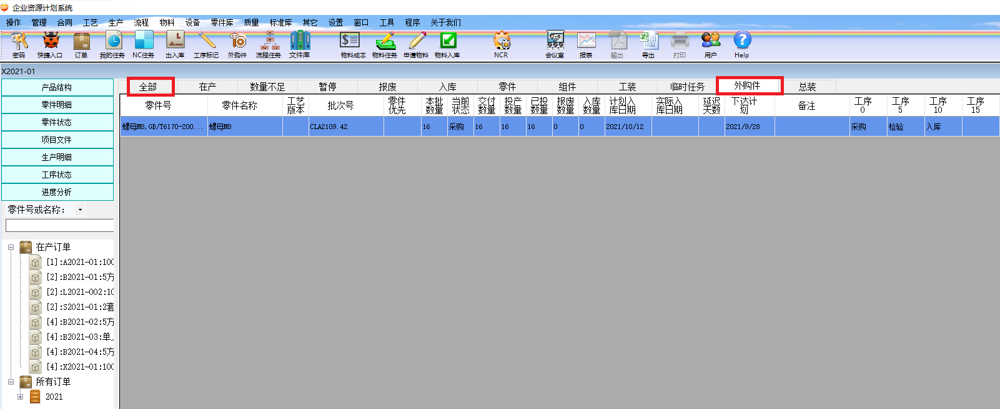 企业资源计划系统
操作 管理 合同 工艺 生产 流程 物料 设备 零件库 质量 标准库 其它 设置 窗口 工具 程序 关于我们
密码 快捷入口 订单 我的任务 NC任务 出入库 工序标记 外购件 流程任务 文件库 物料成本 物料任务 申请物料 物料入库 NCR 会议室 报表 输出 导出 打印 用户 Help
X2021-01
全部 在产 数量不足 暂停 报废 入库 零件 组件 工装 临时任务 外购件 总装
零件号 零件名称 工艺版本 批次号 零件优先 本批数量 当前状态 交付数量 投产数量 已投数量 报废数量 入库数量 计划入库日期 实际入库日期 延迟天数 下达计划 备注 工序0 工序5 工序10 工序15
螺母M8,GB/T6170-200... 螺母M8 CLA2109.42 16 采购 16 16 16 0 0 2021/10/12 2021/9/28 采购 检验 入库
产品结构
零件明细
零件状态
项目文件
生产明细
工序状态
进度分析
零件号或名称：
在产订单
[1]:A2021-01:100
[2]:B2021-01:5方
[2]:L2021-002:10
[2]:S2021-01:2套
[4]:B2021-02:5方
[4]:B2021-03:单
[4]:B2021-04:5方
[4]:X2021-01:100
所有订单
2021